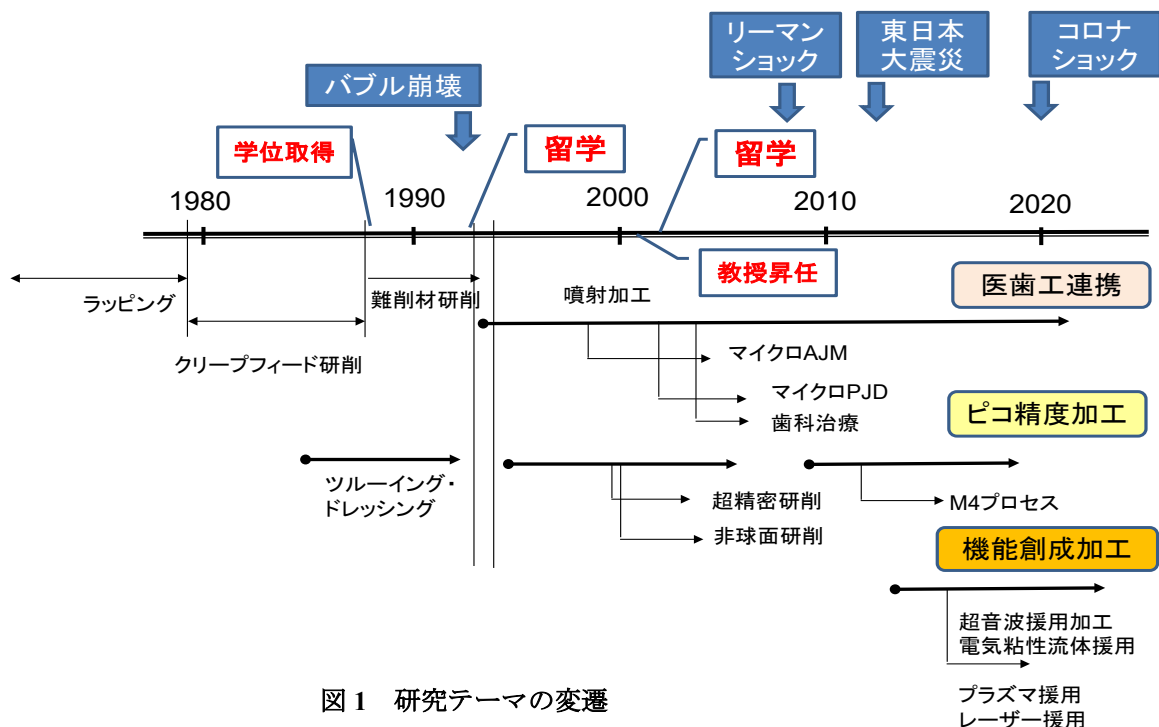 リーマン
ショック
東日本
大震災
コロナ
ショック
バブル崩壊
学位取得
留学
留学
1980
1990
2000
2010
2020
教授昇任
医歯工連携
ラッピング
難削材研削
噴射加工
クリープフィード研削
マイクロAJM
マイクロPJD
歯科治療
ピコ精度加工
ツルーイング・
ドレッシング
超精密研削
非球面研削
M4プロセス
機能創成加工
超音波援用加工
電気粘性流体援用
プラズマ援用
レーザー援用
図1 研究テーマの変遷